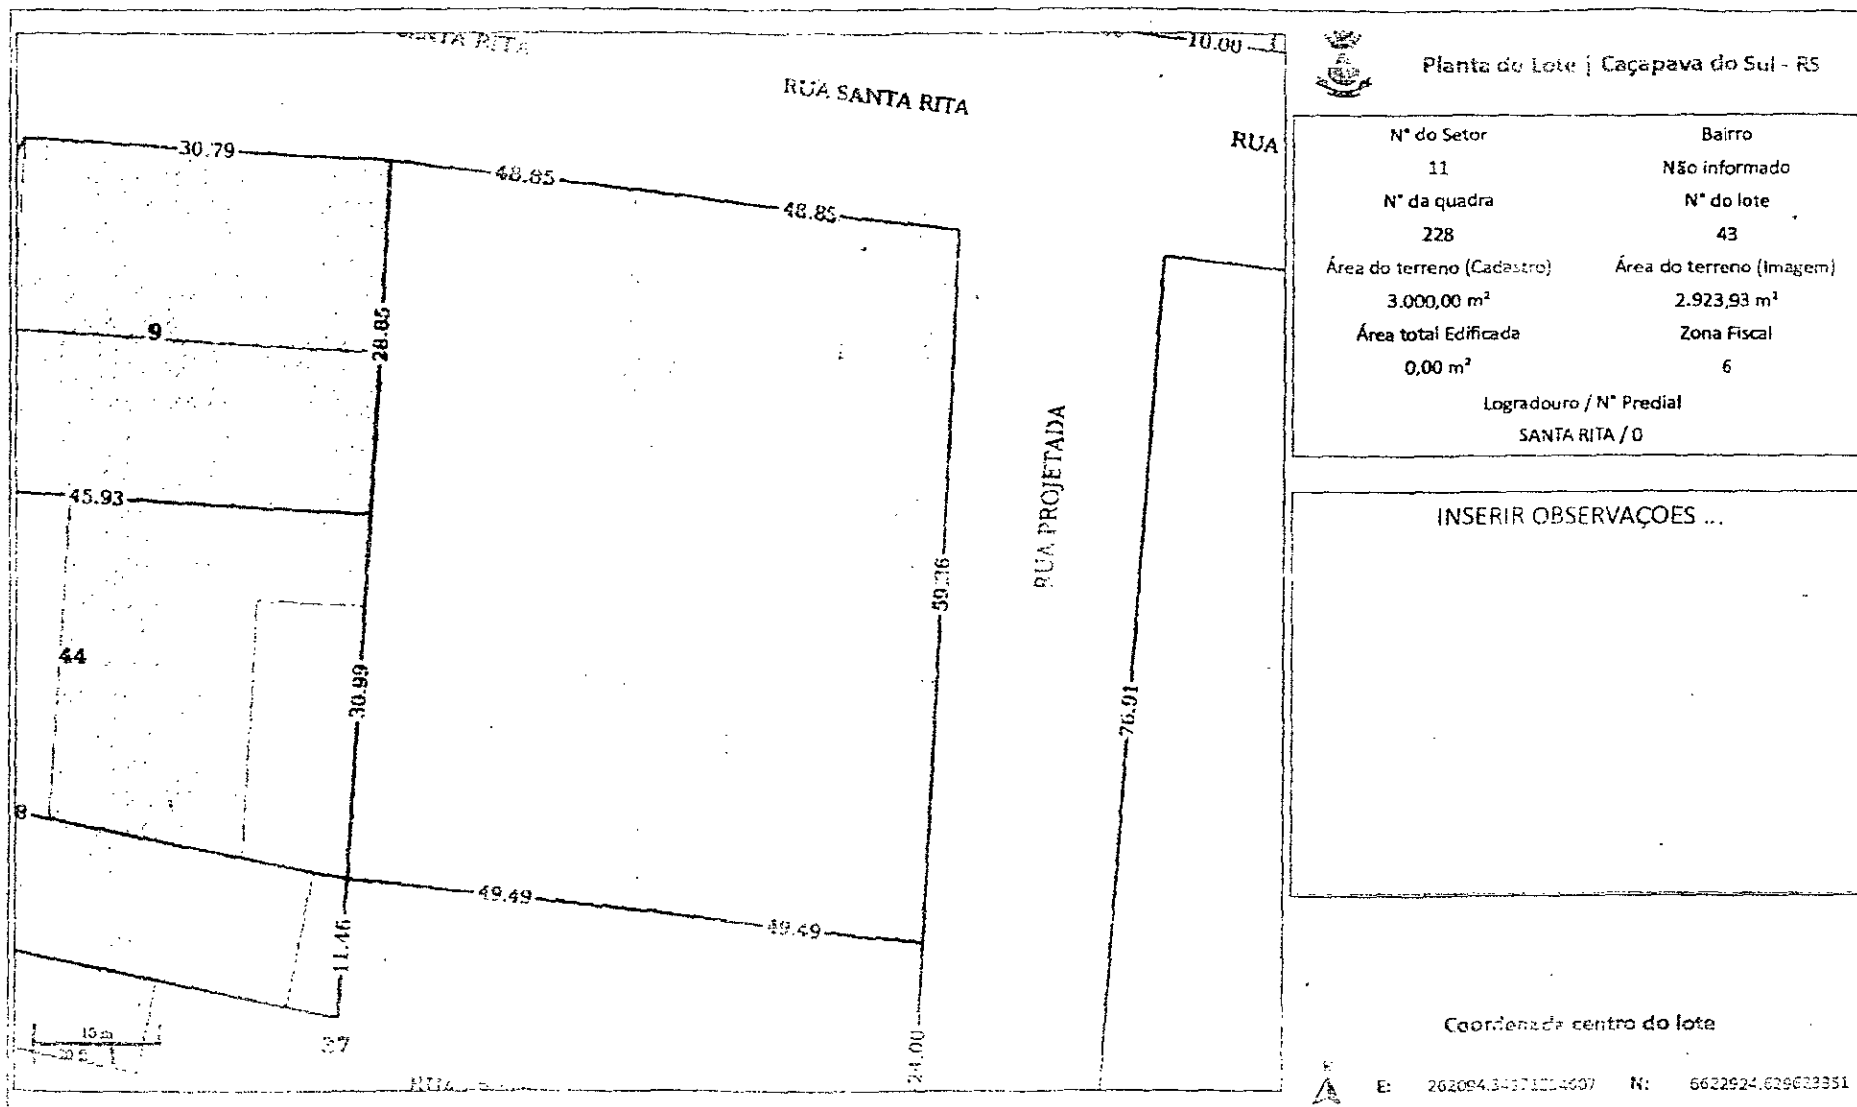 SANTA RITA
10.00
RUA SANTA RITA
RUA
30.79
48.85
48.85
28.85
9
45.93
59.36
RUA PROJETADA
44
30.99
76.91
8
49.49
49.49
11.46
15 m
37
24.00
RUA
Planta do Lote | Caçapava do Sul - RS
N° do Setor
Bairro
11
Não informado
N° da quadra
N° do lote
228
43
Área do terreno (Cadastro)
Área do terreno (Imagem)
3.000,00 m²
2.923,93 m²
Área total Edificada
Zona Fiscal
0,00 m²
6
Logradouro / N° Predial
SANTA RITA / 0
INSERIR OBSERVAÇOES ...
Coordenada centro do lote
E:
N: